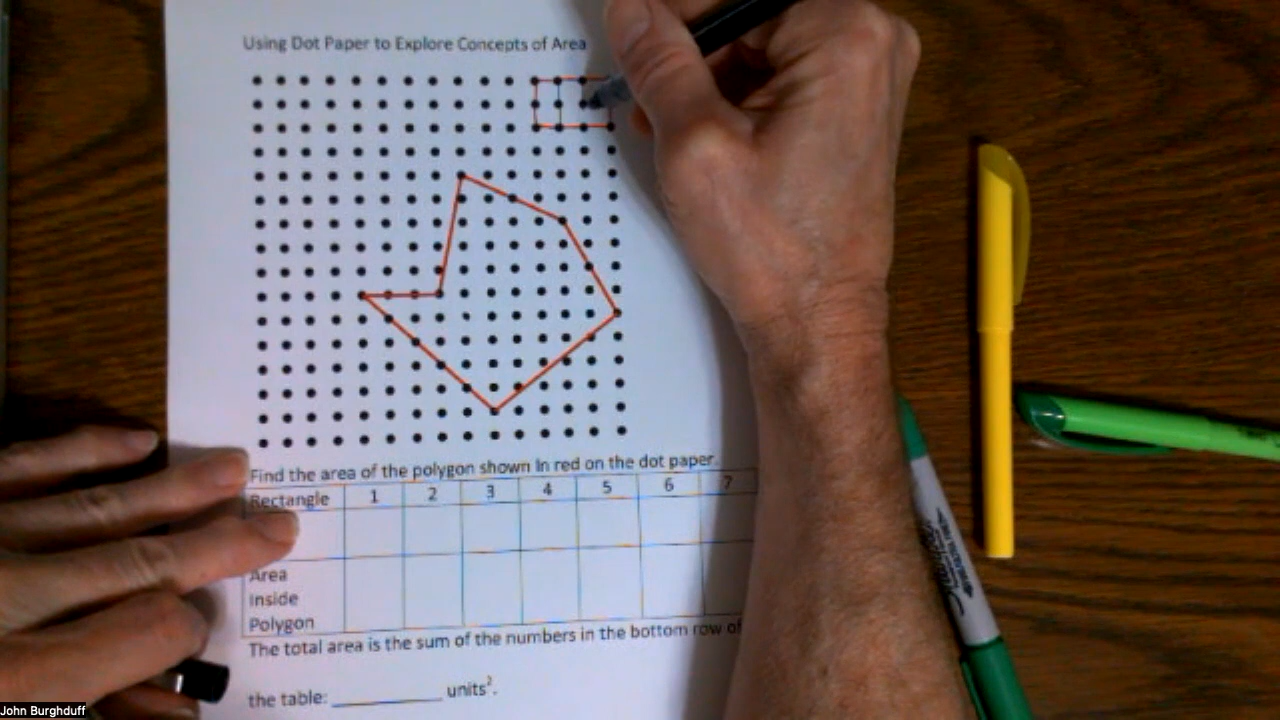 Using Dot Paper to Explore Concepts of Area
Find the area of the polygon shown in red on the dot paper.
Rectangle 1 2 3 4 5 6 7
Area
Inside
Polygon
The total area is the sum of the numbers in the bottom row of
the table: __________ units².
John Burghduff